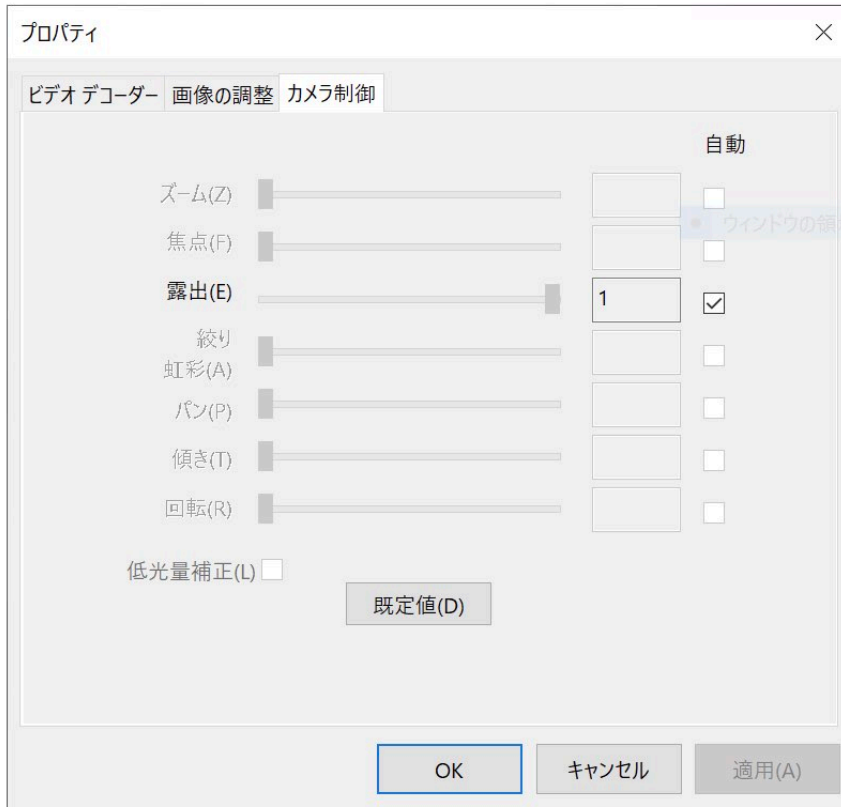 プロパティ
ビデオ デコーダー 画像の調整 カメラ制御
自動
ズーム(Z)
ウィンドウの領
焦点(F)
露出(E) 1
絞り
虹彩(A)
パン(P)
傾き(T)
回転(R)
低光量補正(L)
既定値(D)
OK キャンセル 適用(A)